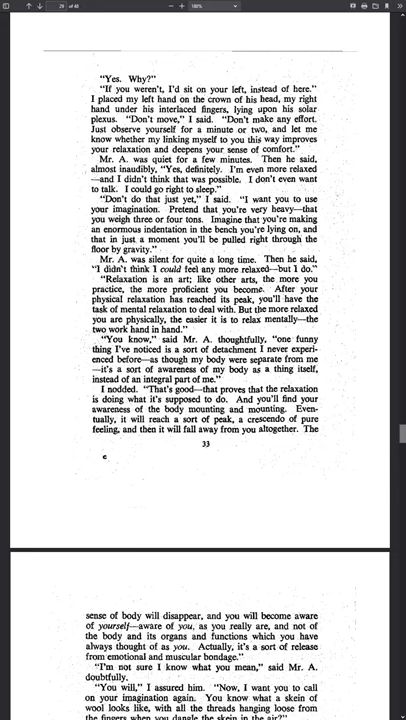 29 of 48
180%
"Yes. Why?"
"If you weren't, I'd sit on your left, instead of here."
I placed my left hand on the crown of his head, my right
hand under his interlaced fingers, lying upon his solar
plexus. "Don't move," I said. "Don't make any effort.
Just observe yourself for a minute or two, and let me
know whether my linking myself to you this way improves
your relaxation and deepens your sense of comfort."
Mr. A. was quiet for a few minutes. Then he said,
almost inaudibly, "Yes, definitely. I'm even more relaxed
—and I didn't think that was possible. I don't even want
to talk. I could go right to sleep."
"Don't do that just yet," I said. "I want you to use
your imagination. Pretend that you're very heavy—that
you weigh three or four tons. Imagine that you're making
an enormous indentation in the bench you're lying on, and
that in just a moment you'll be pulled right through the
floor by gravity."
Mr. A. was silent for quite a long time. Then he said,
"I didn't think I could feel any more relaxed—but I do."
"Relaxation is an art; like other arts, the more you
practice, the more proficient you become. After your
physical relaxation has reached its peak, you'll have the
task of mental relaxation to deal with. But the more relaxed
you are physically, the easier it is to relax mentally—the
two work hand in hand."
"You know," said Mr. A. thoughtfully, "one funny
thing I've noticed is a sort of detachment I never experi-
enced before—as though my body were separate from me
—it's a sort of awareness of my body as a thing itself,
instead of an integral part of me."
I nodded. "That's good—that proves that the relaxation
is doing what it's supposed to do. And you'll find your
awareness of the body mounting and mounting. Even-
tually, it will reach a sort of peak, a crescendo of pure
feeling, and then it will fall away from you altogether. The
33
c
sense of body will disappear, and you will become aware
of yourself—aware of you, as you really are, and not of
the body and its organs and functions which you have
always thought of as you. Actually, it's a sort of release
from emotional and muscular bondage."
"I'm not sure I know what you mean," said Mr. A.
doubtfully.
"You will," I assured him. "Now, I want you to call
on your imagination again. You know what a skein of
wool looks like, with all the threads hanging loose from
the fingers when you dangle the skein in the air?"